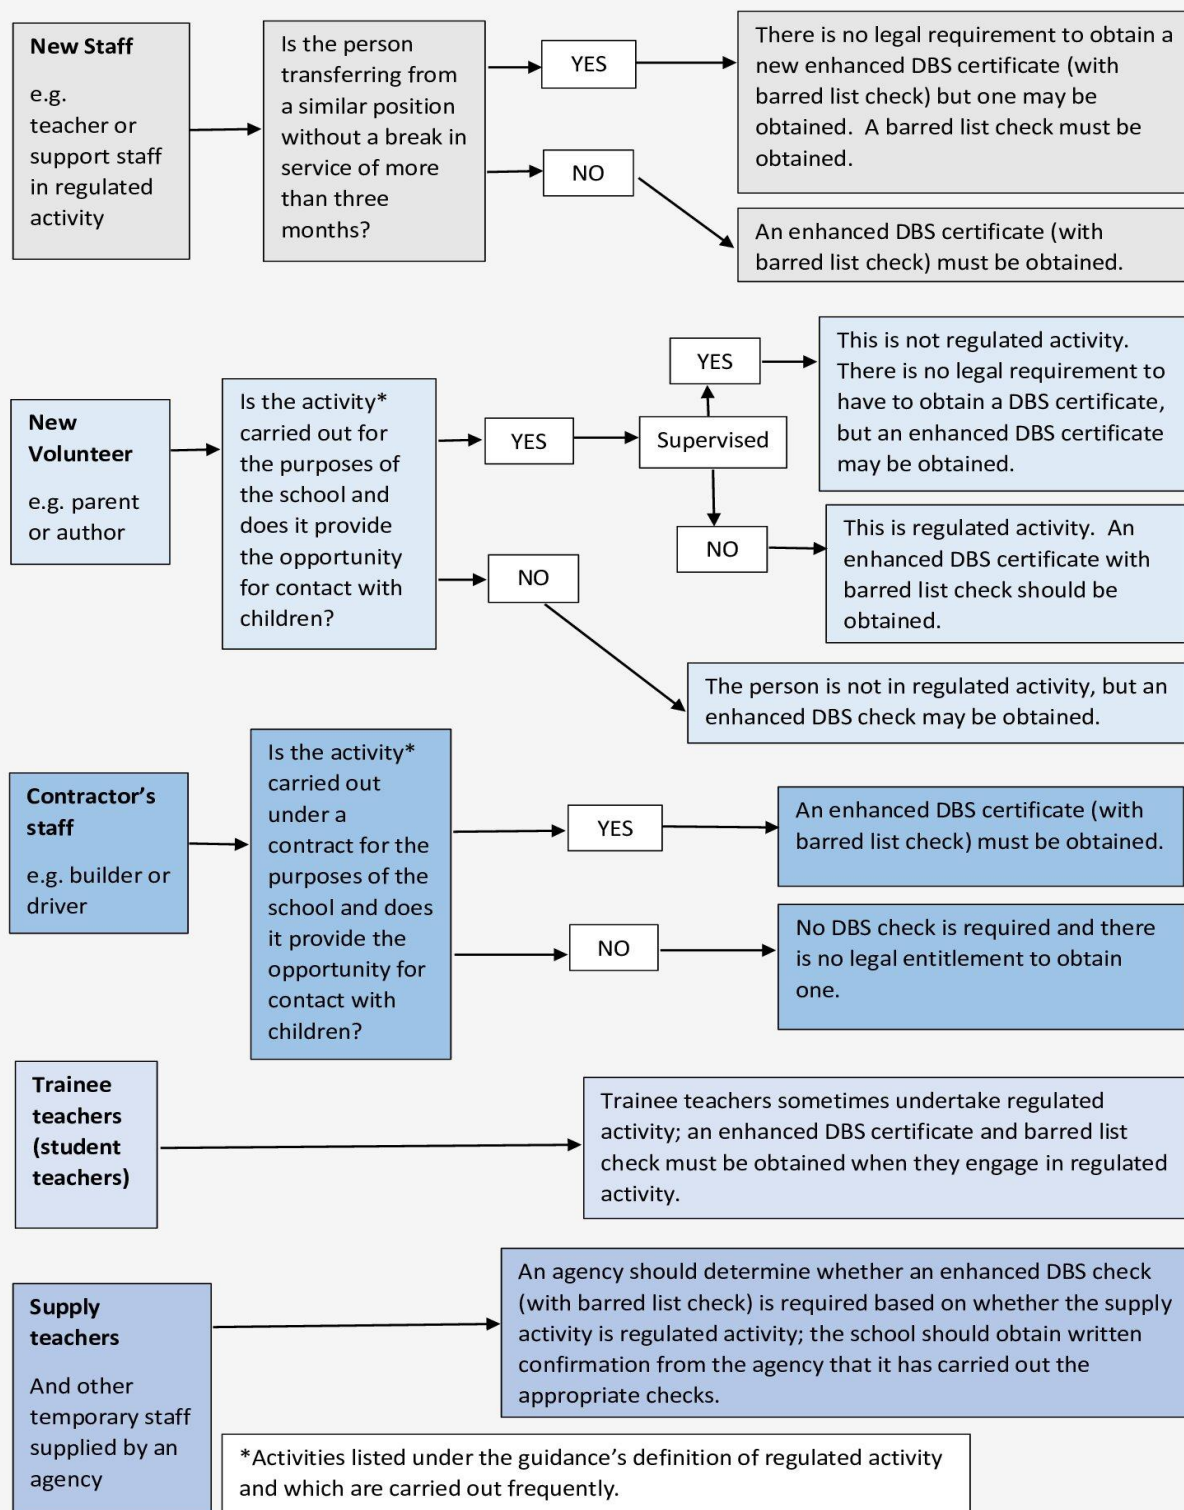 New Staff
e.g.
teacher or
support staff
in regulated
activity
Is the person
transferring from
a similar position
without a break in
service of more
than three
months?
YES
There is no legal requirement to obtain a
new enhanced DBS certificate (with
barred list check) but one may be
obtained.  A barred list check must be
obtained.
NO
An enhanced DBS certificate (with
barred list check) must be obtained.
New
Volunteer
e.g. parent
or author
Is the activity*
carried out for
the purposes of
the school and
does it provide
the opportunity
for contact with
children?
YES
Supervised
YES
This is not regulated activity.
There is no legal requirement to
have to obtain a DBS certificate,
but an enhanced DBS certificate
may be obtained.
NO
This is regulated activity.  An
enhanced DBS certificate with
barred list check should be
obtained.
NO
The person is not in regulated activity, but an
enhanced DBS check may be obtained.
Contractor’s
staff
e.g. builder or
driver
Is the activity*
carried out
under a
contract for the
purposes of the
school and does
it provide the
opportunity for
contact with
children?
YES
An enhanced DBS certificate (with
barred list check) must be obtained.
NO
No DBS check is required and there
is no legal entitlement to obtain
one.
Trainee
teachers
(student
teachers)
Trainee teachers sometimes undertake regulated
activity; an enhanced DBS certificate and barred list
check must be obtained when they engage in regulated
activity.
Supply
teachers
And other
temporary staff
supplied by an
agency
An agency should determine whether an enhanced DBS check
(with barred list check) is required based on whether the supply
activity is regulated activity; the school should obtain written
confirmation from the agency that it has carried out the
appropriate checks.
*Activities listed under the guidance’s definition of regulated activity
and which are carried out frequently.